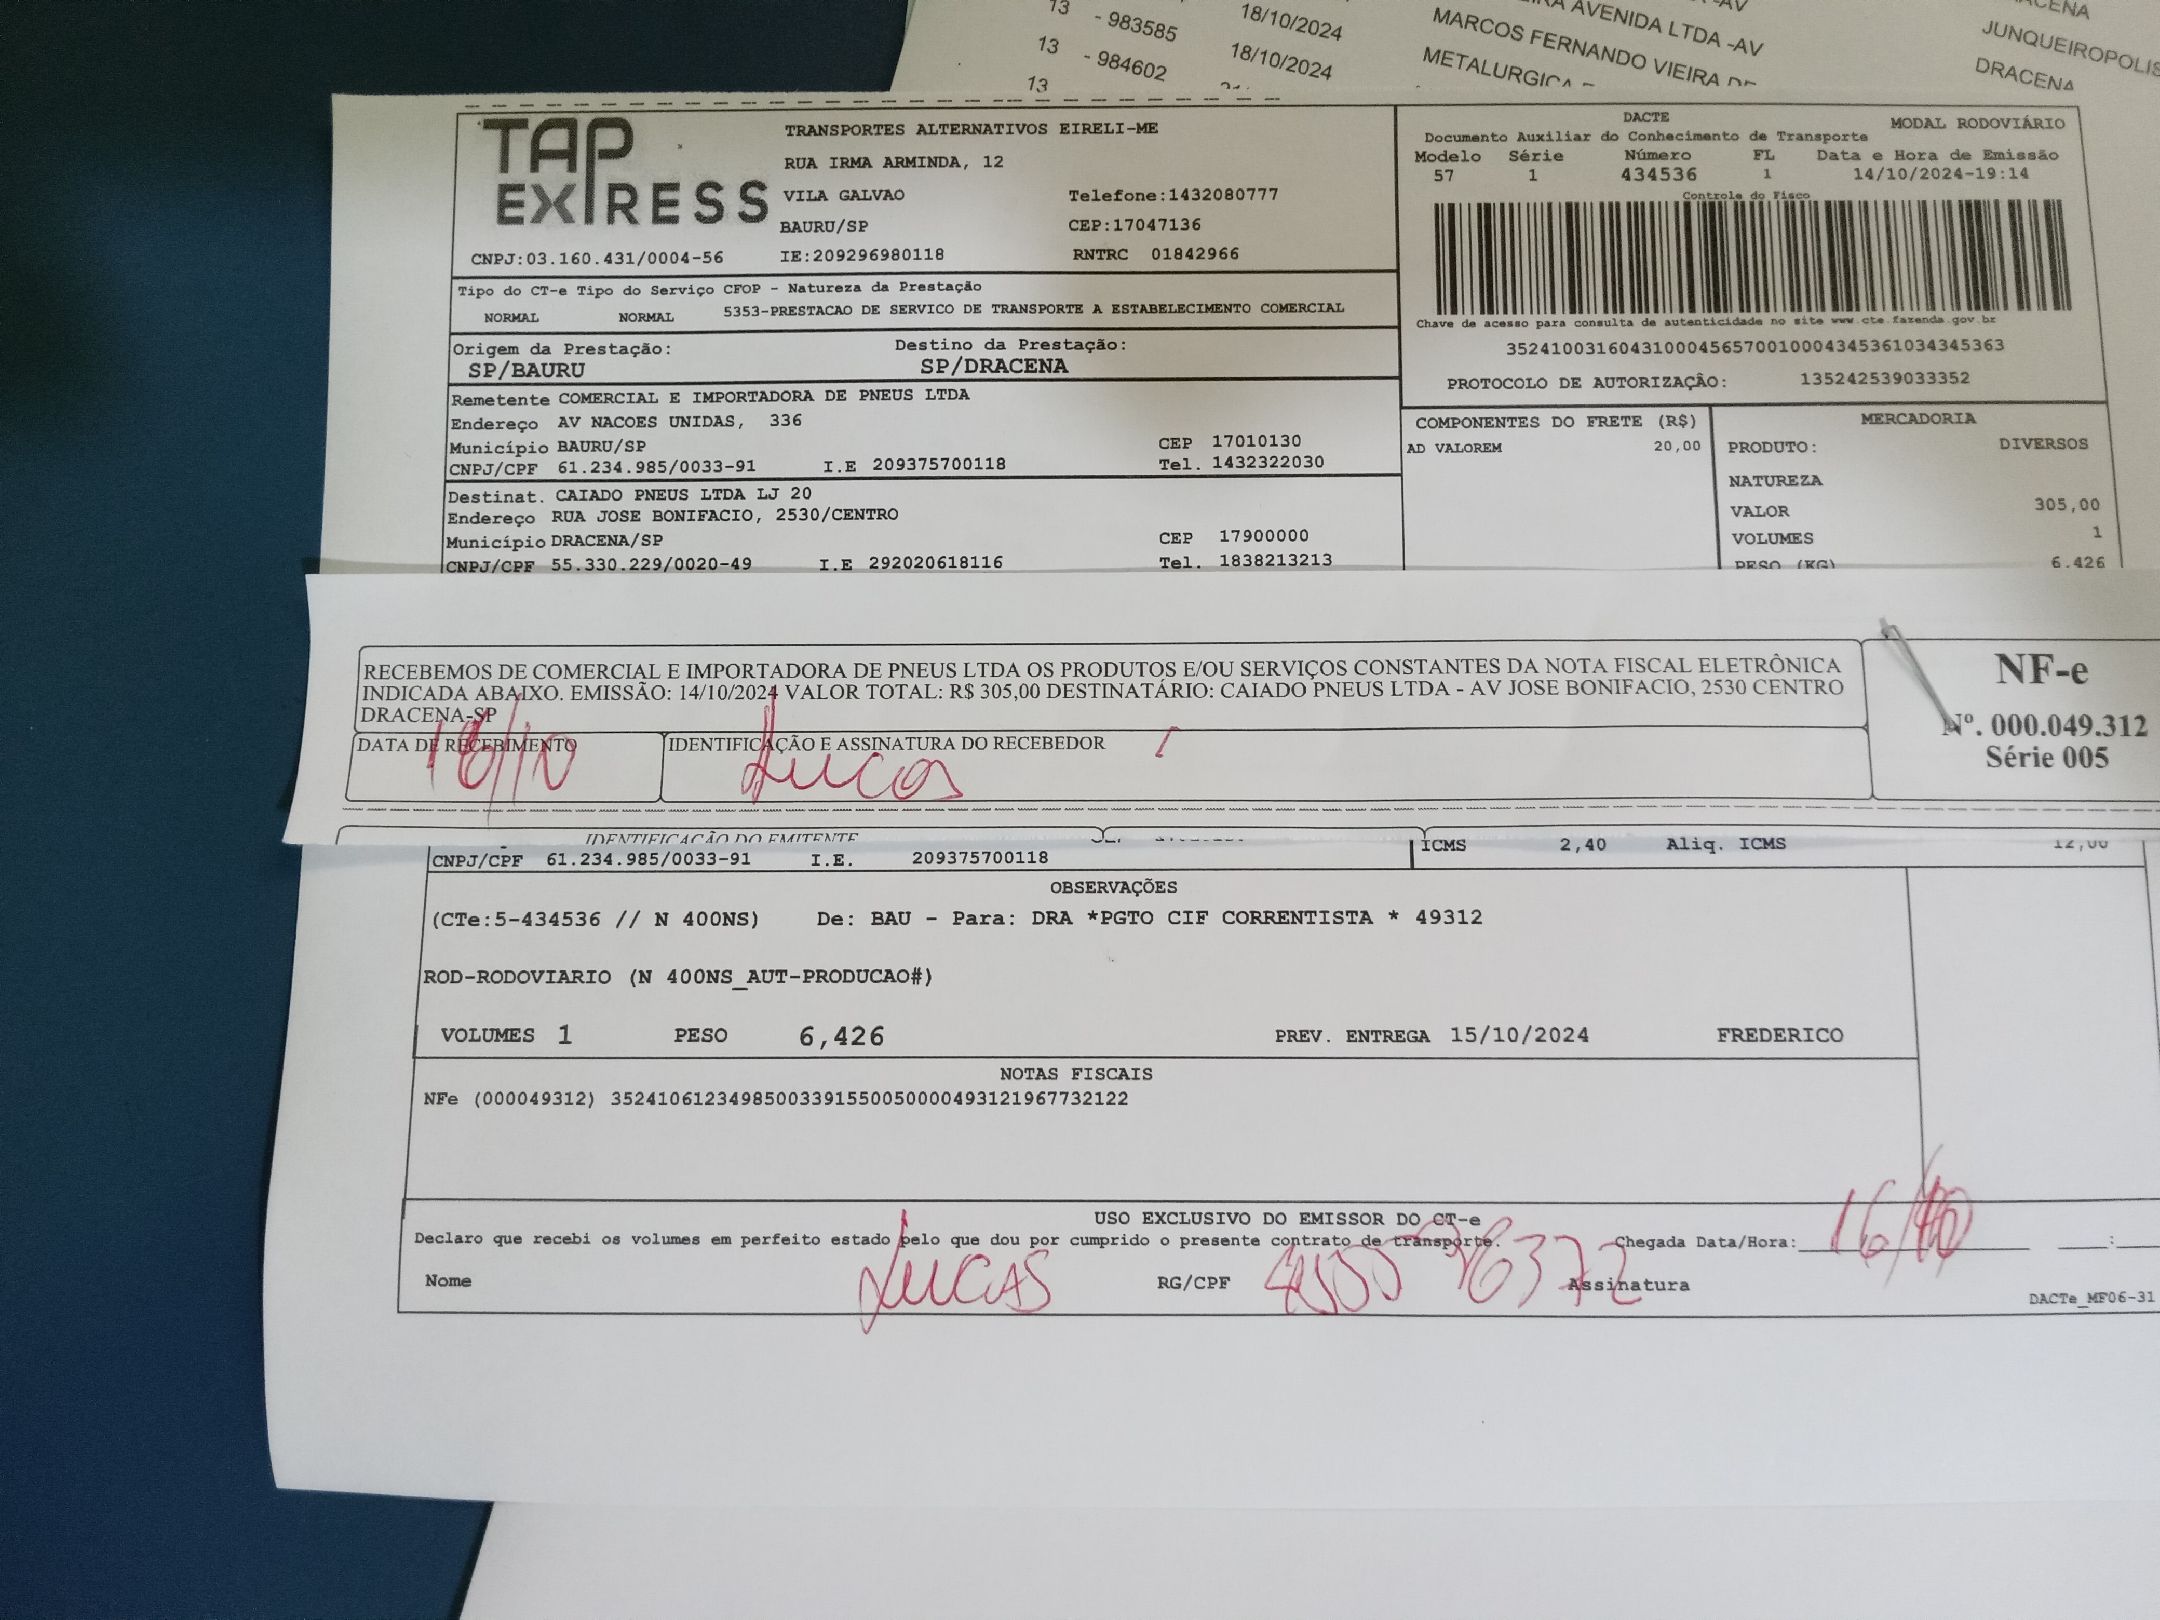 13 - 983585 18/10/2024 MARCOS FERNANDO VIEIRA DE JUNQUEIROPOLIS
AVENIDA LTDA -AV
13 - 984602 18/10/2024 METALURGICA DRACENA
13
TAP EXPRESS
TRANSPORTES ALTERNATIVOS EIRELI-ME
RUA IRMA ARMINDA, 12
VILA GALVAO Telefone:1432080777
BAURU/SP CEP:17047136
CNPJ:03.160.431/0004-56 IE:209296980118 RNTRC 01842966
DACTE MODAL RODOVIÁRIO
Documento Auxiliar do Conhecimento de Transporte
Modelo Série Número FL Data e Hora de Emissão
57 1 434536 1 14/10/2024-19:14
Controle do Fisco
Chave de acesso para consulta de autenticidade no site www.cte.fazenda.gov.br
35241003160431000456570010004345361034345363
PROTOCOLO DE AUTORIZAÇÃO: 135242539033352
Tipo do CT-e Tipo do Serviço CFOP - Natureza da Prestação
NORMAL NORMAL 5353-PRESTACAO DE SERVICO DE TRANSPORTE A ESTABELECIMENTO COMERCIAL
Origem da Prestação: Destino da Prestação:
SP/BAURU SP/DRACENA
Remetente COMERCIAL E IMPORTADORA DE PNEUS LTDA
Endereço AV NACOES UNIDAS, 336
Município BAURU/SP CEP 17010130
CNPJ/CPF 61.234.985/0033-91 I.E 209375700118 Tel. 1432322030
Destinat. CAIADO PNEUS LTDA LJ 20
Endereço RUA JOSE BONIFACIO, 2530/CENTRO
Município DRACENA/SP CEP 17900000
CNPJ/CPF 55.330.229/0020-49 I.E 292020618116 Tel. 1838213213
COMPONENTES DO FRETE (R$)
AD VALOREM 20,00
MERCADORIA
PRODUTO: DIVERSOS
NATUREZA
VALOR 305,00
VOLUMES 1
PESO (KG) 6.426
RECEBEMOS DE COMERCIAL E IMPORTADORA DE PNEUS LTDA OS PRODUTOS E/OU SERVIÇOS CONSTANTES DA NOTA FISCAL ELETRÔNICA
INDICADA ABAIXO. EMISSÃO: 14/10/2024 VALOR TOTAL: R$ 305,00 DESTINATÁRIO: CAIADO PNEUS LTDA - AV JOSE BONIFACIO, 2530 CENTRO
DRACENA-SP
DATA DE RECEBIMENTO IDENTIFICAÇÃO E ASSINATURA DO RECEBEDOR
16/10 Lucas
NF-e
Nº. 000.049.312
Série 005
IDENTIFICAÇÃO DO EMITENTE
CNPJ/CPF 61.234.985/0033-91 I.E. 209375700118
ICMS 2,40 Aliq. ICMS 12,00
OBSERVAÇÕES
(CTe:5-434536 // N 400NS) De: BAU - Para: DRA *PGTO CIF CORRENTISTA * 49312
ROD-RODOVIARIO (N 400NS_AUT-PRODUCAO#)
VOLUMES 1 PESO 6,426 PREV. ENTREGA 15/10/2024 FREDERICO
NOTAS FISCAIS
NFe (000049312) 35241061234985003391550050000493121967732122
USO EXCLUSIVO DO EMISSOR DO CT-e
Declaro que recebi os volumes em perfeito estado pelo que dou por cumprido o presente contrato de transporte. Chegada Data/Hora: 16/10 :
Nome LUCAS RG/CPF Assinatura
DACTe_MF06-31